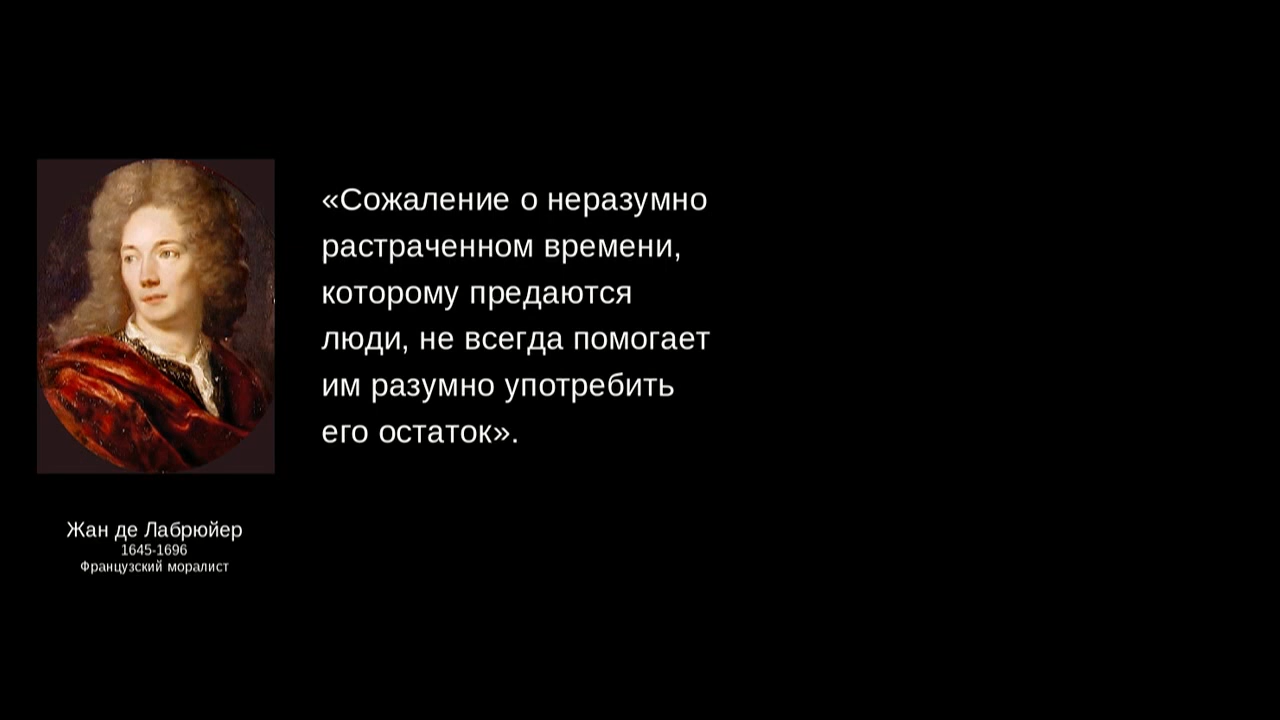 «Сожаление о неразумно
растраченном времени,
которому предаются
люди, не всегда помогает
им разумно употребить
его остаток».
Жан де Лабрюйер
1645-1696
Французский моралист